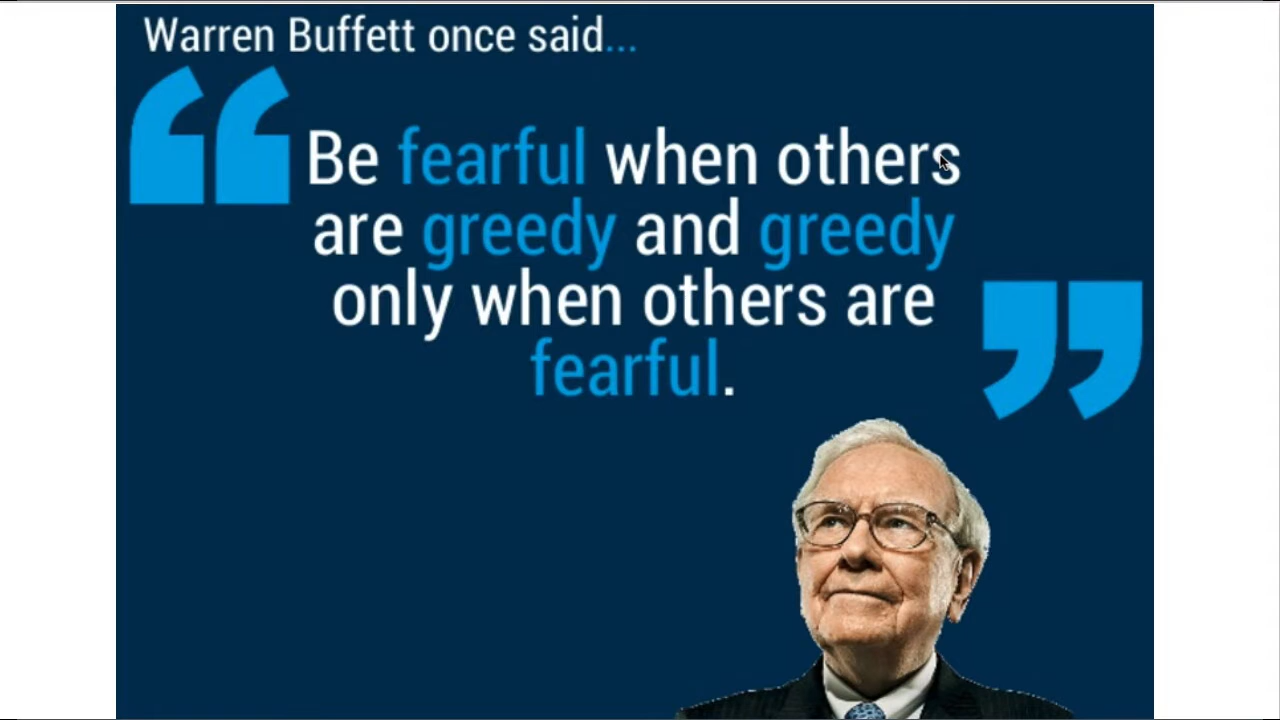 Warren Buffett once said...
“Be fearful when others
are greedy and greedy
only when others are
fearful.”